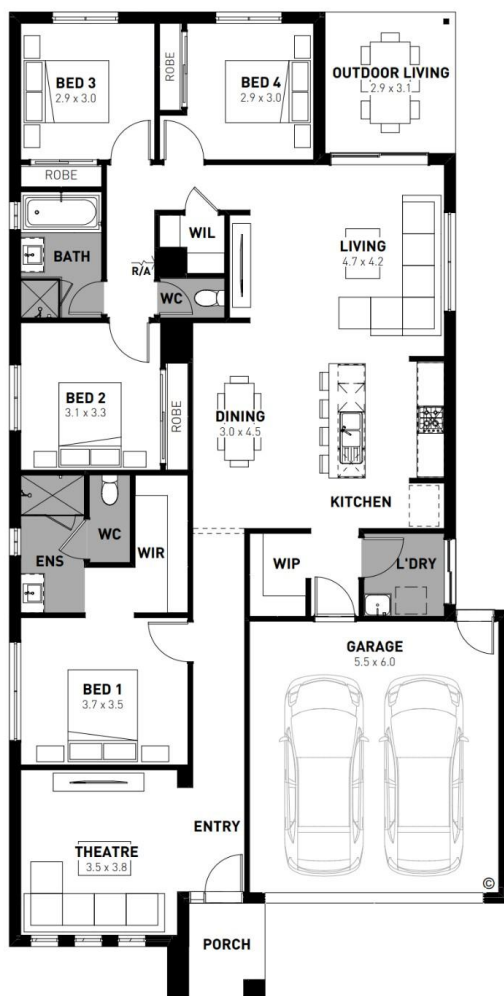 BED 3
2.9 x 3.0
ROBE
BED 4
2.9 x 3.0
OUTDOOR LIVING
2.9 x 3.1
ROBE
BATH
WIL
R/A
WC
LIVING
4.7 x 4.2
BED 2
3.1 x 3.3
ROBE
DINING
3.0 x 4.5
KITCHEN
WC
ENS
WIR
WIP
L'DRY
GARAGE
5.5 x 6.0
BED 1
3.7 x 3.5
ENTRY
THEATRE
3.5 x 3.8
©
PORCH